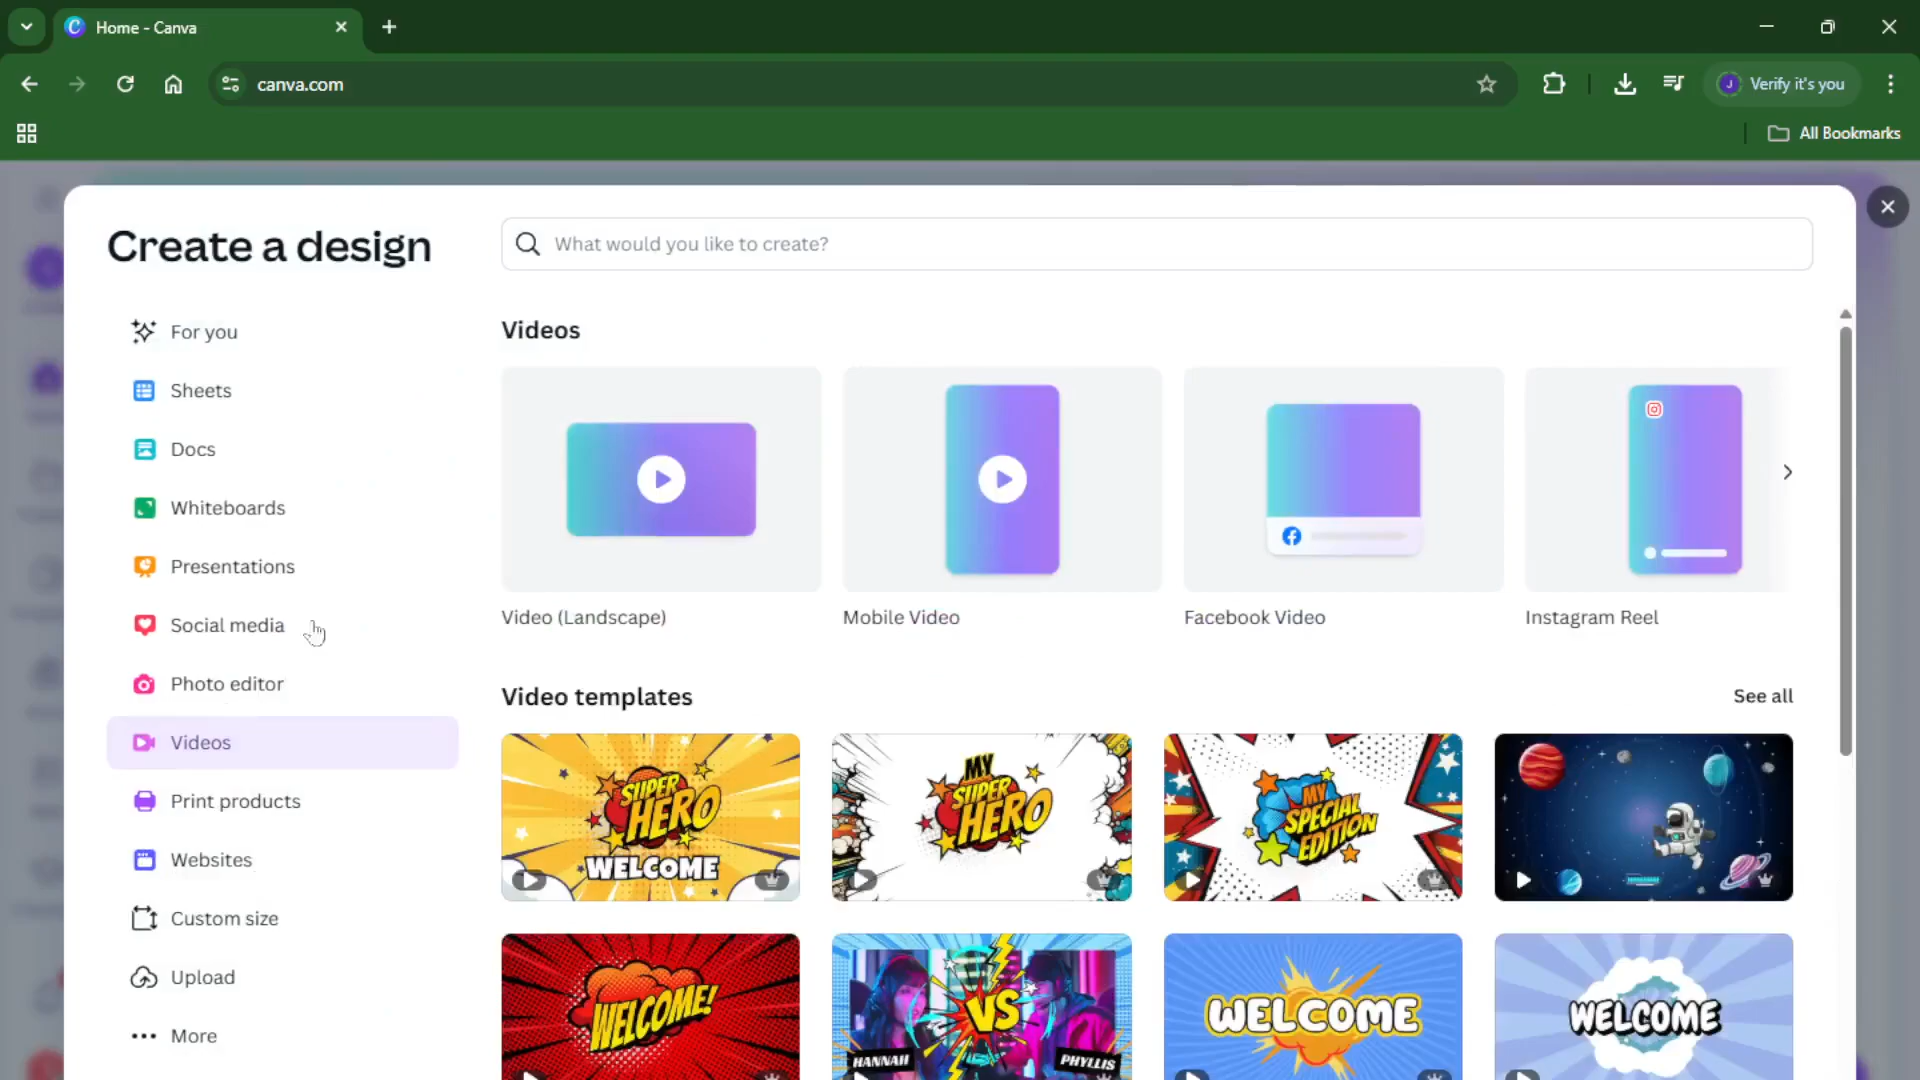 Home - Canva
canva.com
J
Verify it's you
All Bookmarks
Create a design
What would you like to create?
For you
Sheets
Docs
Whiteboards
Presentations
Social media
Photo editor
Videos
Print products
Websites
Custom size
Upload
More
Videos
Video (Landscape)
Mobile Video
Facebook Video
Instagram Reel
Video templates
See all
SUPER
HERO
WELCOME
MY
SUPER
HERO
MY
SPECIAL
EDITION
WELCOME!
VS
HANNAH
PHYLLIS
WELCOME
WELCOME